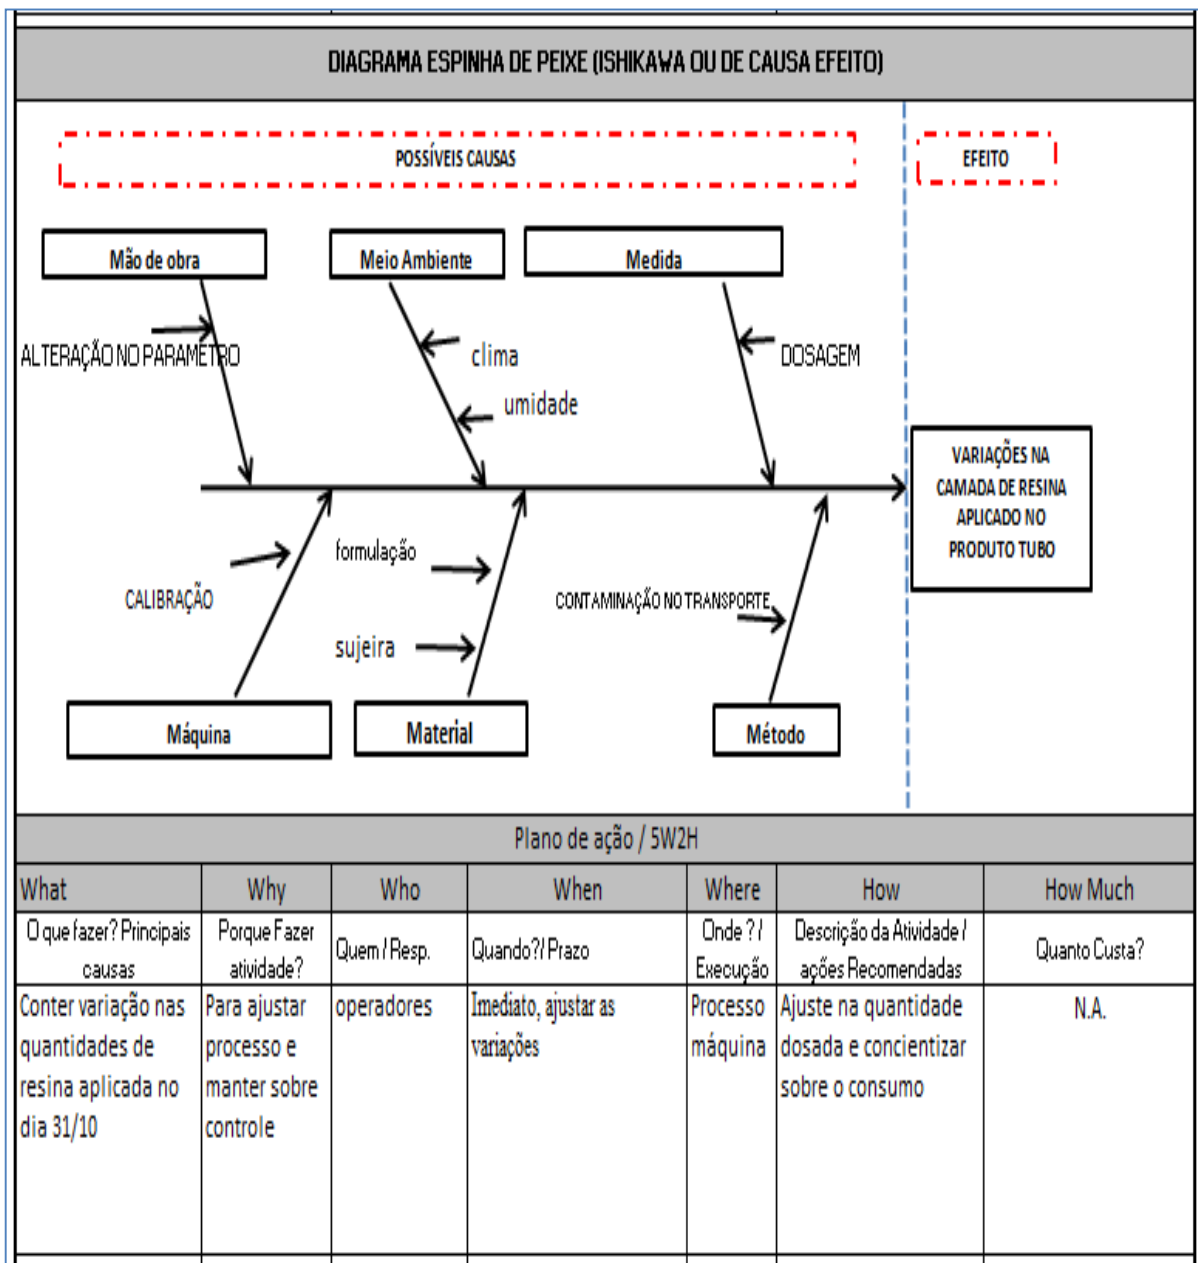 DIAGRAMA ESPINHA DE PEIXE (ISHIKAWA OU DE CAUSA EFEITO)
POSSÍVEIS CAUSAS
EFEITO
Mão de obra
Meio Ambiente
Medida
ALTERAÇÃO NO PARAMETRO
clima
DOSAGEM
umidade
VARIAÇÕES NA
CAMADA DE RESINA
APLICADO NO
PRODUTO TUBO
formulação
CALIBRAÇÃO
CONTAMINAÇÃO NO TRANSPORTE
sujeira
Máquina
Material
Método
Plano de ação / 5W2H
What
Why
Who
When
Where
How
How Much
O que fazer? Principais
causas
Porque Fazer
atividade?
Quem / Resp.
Quando?/ Prazo
Onde ? /
Execução
Descrição da Atividade /
ações Recomendadas
Quanto Custa?
Conter variação nas
quantidades de
resina aplicada no
dia 31/10
Para ajustar
processo e
manter sobre
controle
operadores
Imediato, ajustar as
variações
Processo
máquina
Ajuste na quantidade
dosada e concientizar
sobre o consumo
N.A.